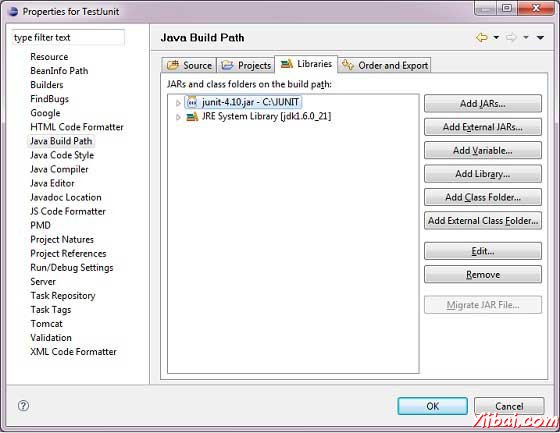 Properties for TestJunit
type filter text
Resource
BeanInfo Path
Builders
FindBugs
Google
HTML Code Formatter
Java Build Path
Java Code Style
Java Compiler
Java Editor
Javadoc Location
JS Code Formatter
PMD
Project Natures
Project References
Run/Debug Settings
Server
Task Repository
Task Tags
Tomcat
Validation
XML Code Formatter
Java Build Path
Source Projects Libraries Order and Export
JARs and class folders on the build path:
junit-4.10.jar - C:\JUNIT
JRE System Library [jdk1.6.0_21]
Add JARs...
Add External JARs...
Add Variable...
Add Library...
Add Class Folder...
Add External Class Folder...
Edit...
Remove
Migrate JAR File...
OK Cancel
Yiibai.com